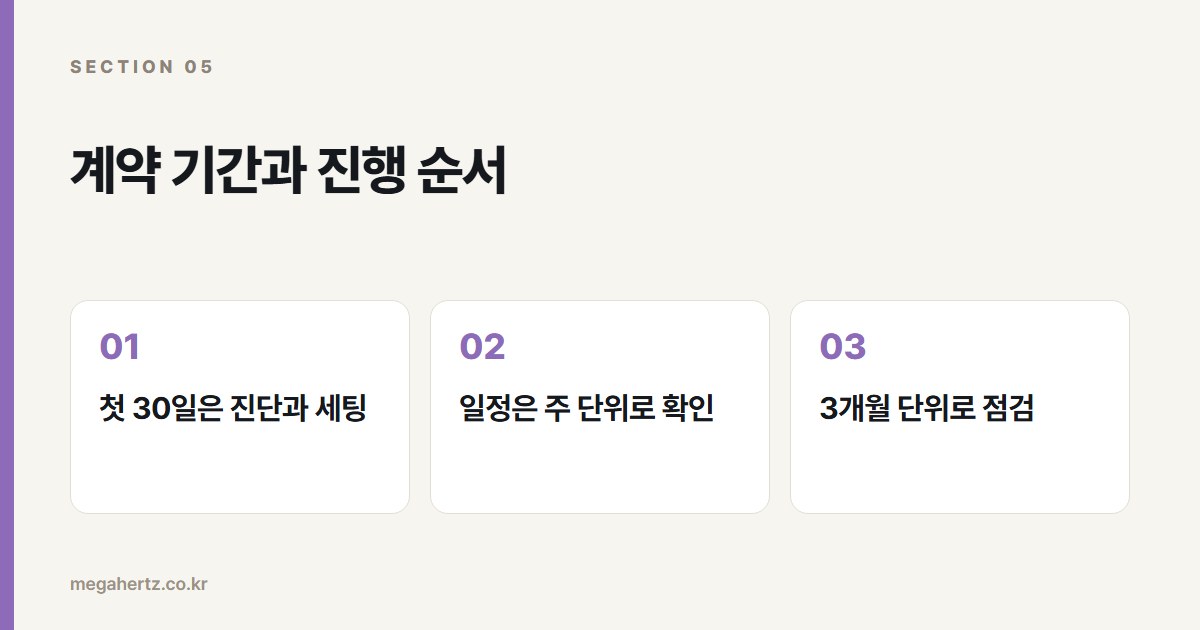 SECTION 05
계약 기간과 진행 순서
01
첫 30일은 진단과 세팅
02
일정은 주 단위로 확인
03
3개월 단위로 점검
megahertz.co.kr